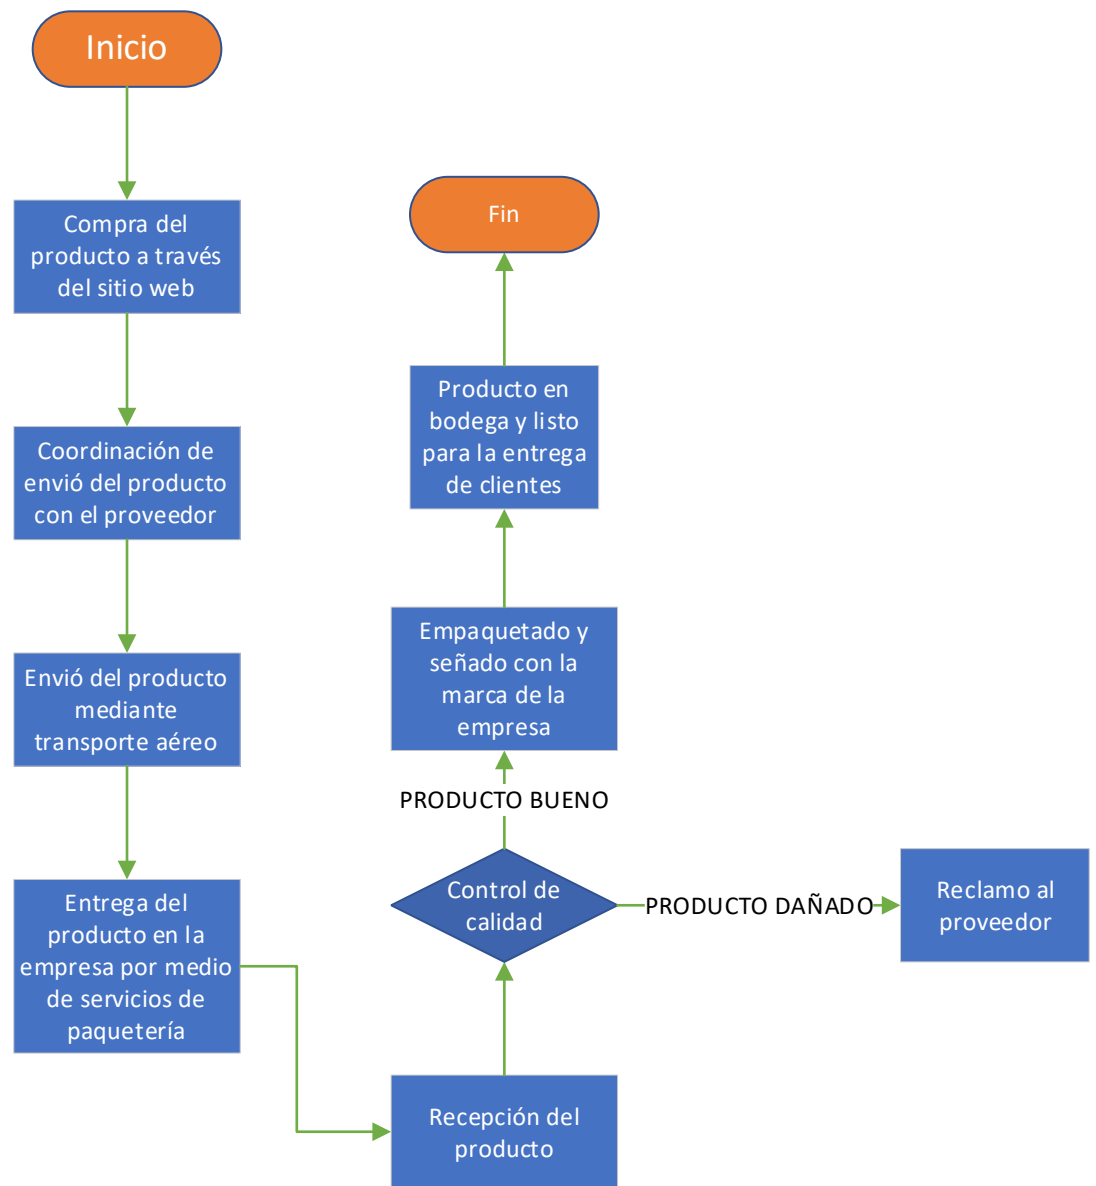 Inicio
Compra del
producto a través
del sitio web
Coordinación de
envió del producto
con el proveedor
Envió del producto
mediante
transporte aéreo
Entrega del
producto en la
empresa por medio
de servicios de
paquetería
Recepción del
producto
Control de
calidad
PRODUCTO DAÑADO
Reclamo al
proveedor
PRODUCTO BUENO
Empaquetado y
señado con la
marca de la
empresa
Producto en
bodega y listo
para la entrega
de clientes
Fin